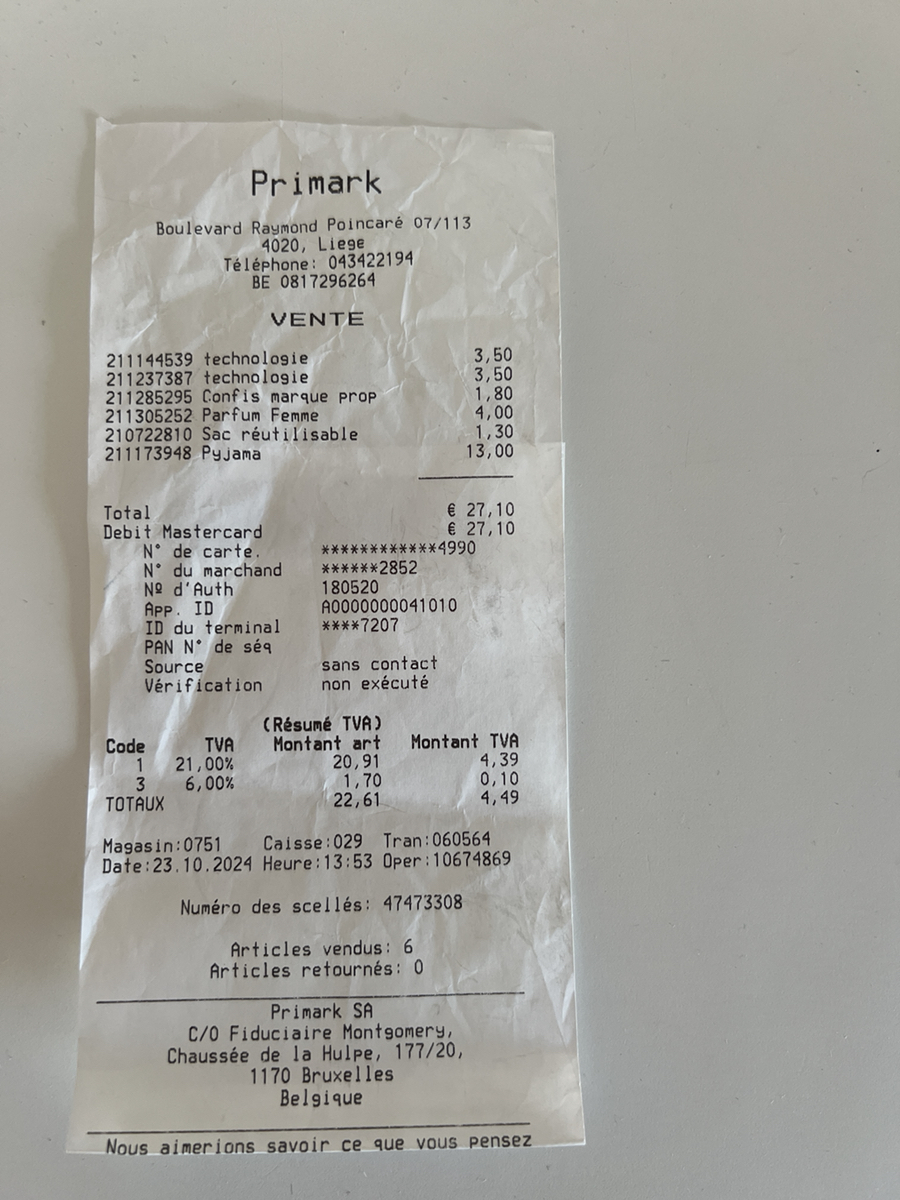 Primark
Boulevard Raymond Poincaré 07/113
4020, Liege
Téléphone: 043422194
BE 0817296264
VENTE
211144539 technologie 3,50
211237387 technologie 3,50
211285295 Confis marque prop 1,80
211305252 Parfum Femme 4,00
210722810 Sac réutilisable 1,30
211173948 Pyjama 13,00
Total € 27,10
Debit Mastercard € 27,10
N° de carte. ************4990
N° du marchand ******2852
Nº d'Auth 180520
App. ID A0000000041010
ID du terminal ****7207
PAN N° de séq
Source sans contact
Vérification non exécuté
(Résumé TVA)
Code TVA Montant art Montant TVA
1 21,00% 20,91 4,39
3 6,00% 1,70 0,10
TOTAUX 22,61 4,49
Magasin:0751 Caisse:029 Tran:060564
Date:23.10.2024 Heure:13:53 Oper:10674869
Numéro des scellés: 47473308
Articles vendus: 6
Articles retournés: 0
Primark SA
C/O Fiduciaire Montgomery,
Chaussée de la Hulpe, 177/20,
1170 Bruxelles
Belgique
Nous aimerions savoir ce que vous pensez